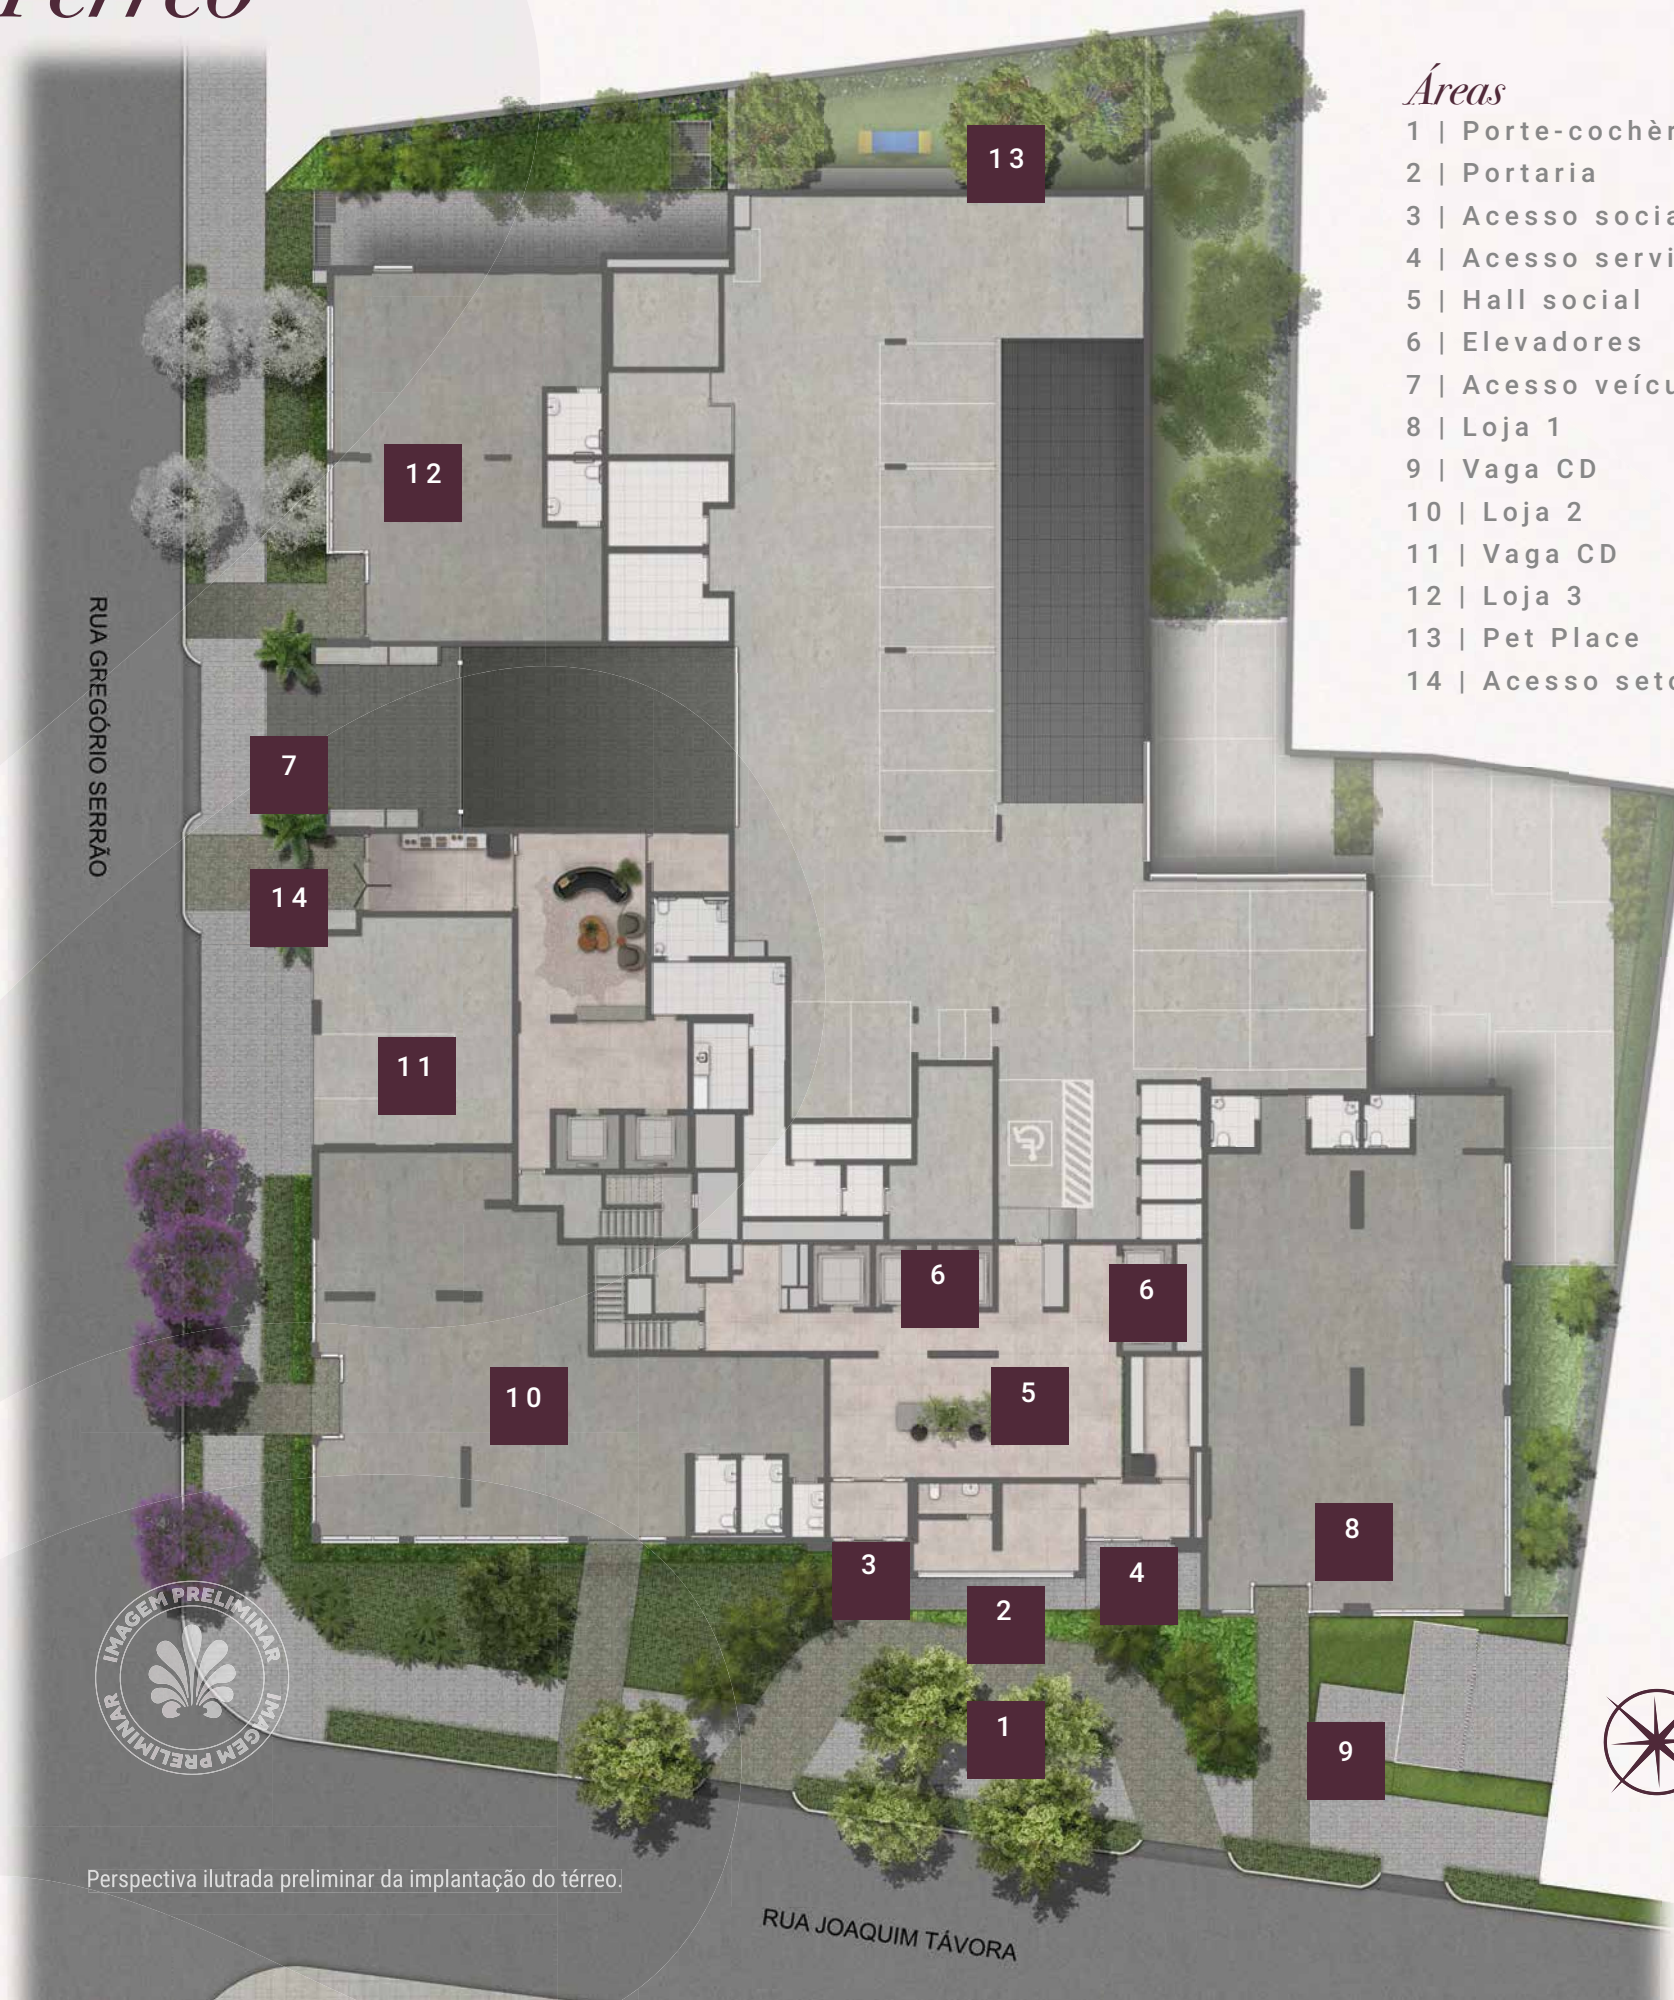 Térreo
Áreas
1 | Porte-cochèr
2 | Portaria
3 | Acesso socia
4 | Acesso servi
5 | Hall social
6 | Elevadores
7 | Acesso veícu
8 | Loja 1
9 | Vaga CD
10 | Loja 2
11 | Vaga CD
12 | Loja 3
13 | Pet Place
14 | Acesso seto
13
12
RUA GREGÓRIO SERRÃO
7
14
11
6
6
10
5
8
3
4
2
1
9
IMAGEM PRELIMINAR
IMAGEM PRELIMINAR
Perspectiva ilutrada preliminar da implantação do térreo.
RUA JOAQUIM TÁVORA